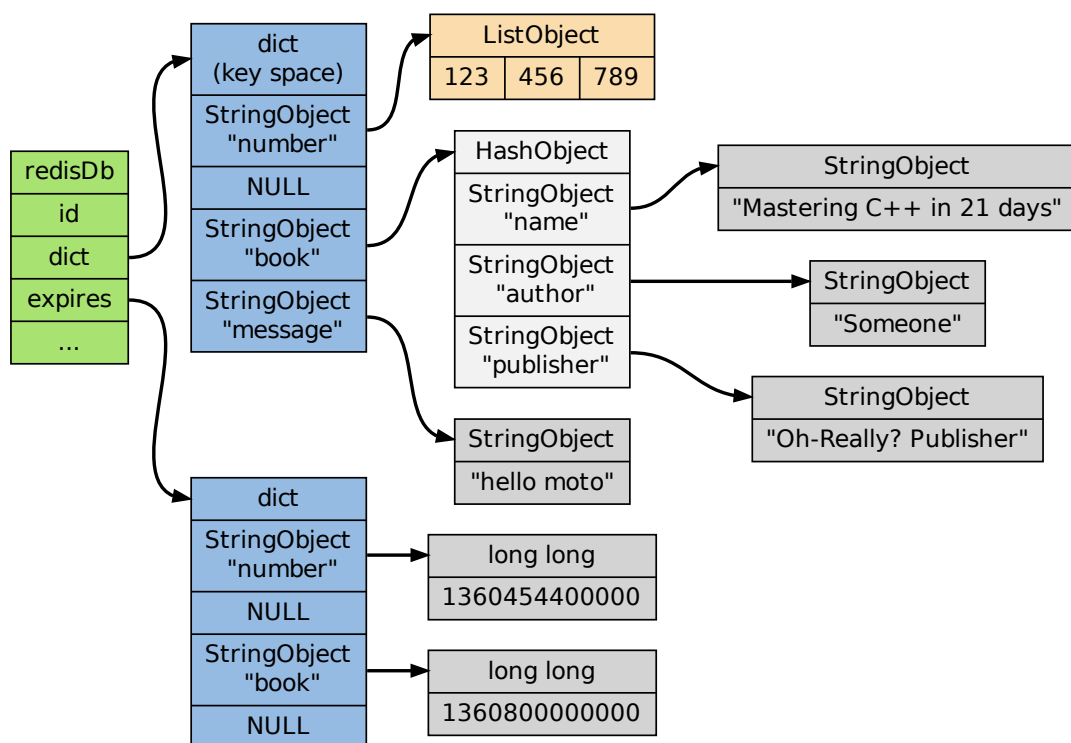 redisDb
id
dict
expires
...
dict
(key space)
StringObject
"number"
NULL
StringObject
"book"
StringObject
"message"
ListObject
123 456 789
HashObject
StringObject
"name"
StringObject
"author"
StringObject
"publisher"
StringObject
"Mastering C++ in 21 days"
StringObject
"Someone"
StringObject
"Oh-Really? Publisher"
StringObject
"hello moto"
dict
StringObject
"number"
NULL
StringObject
"book"
NULL
long long
1360454400000
long long
1360800000000